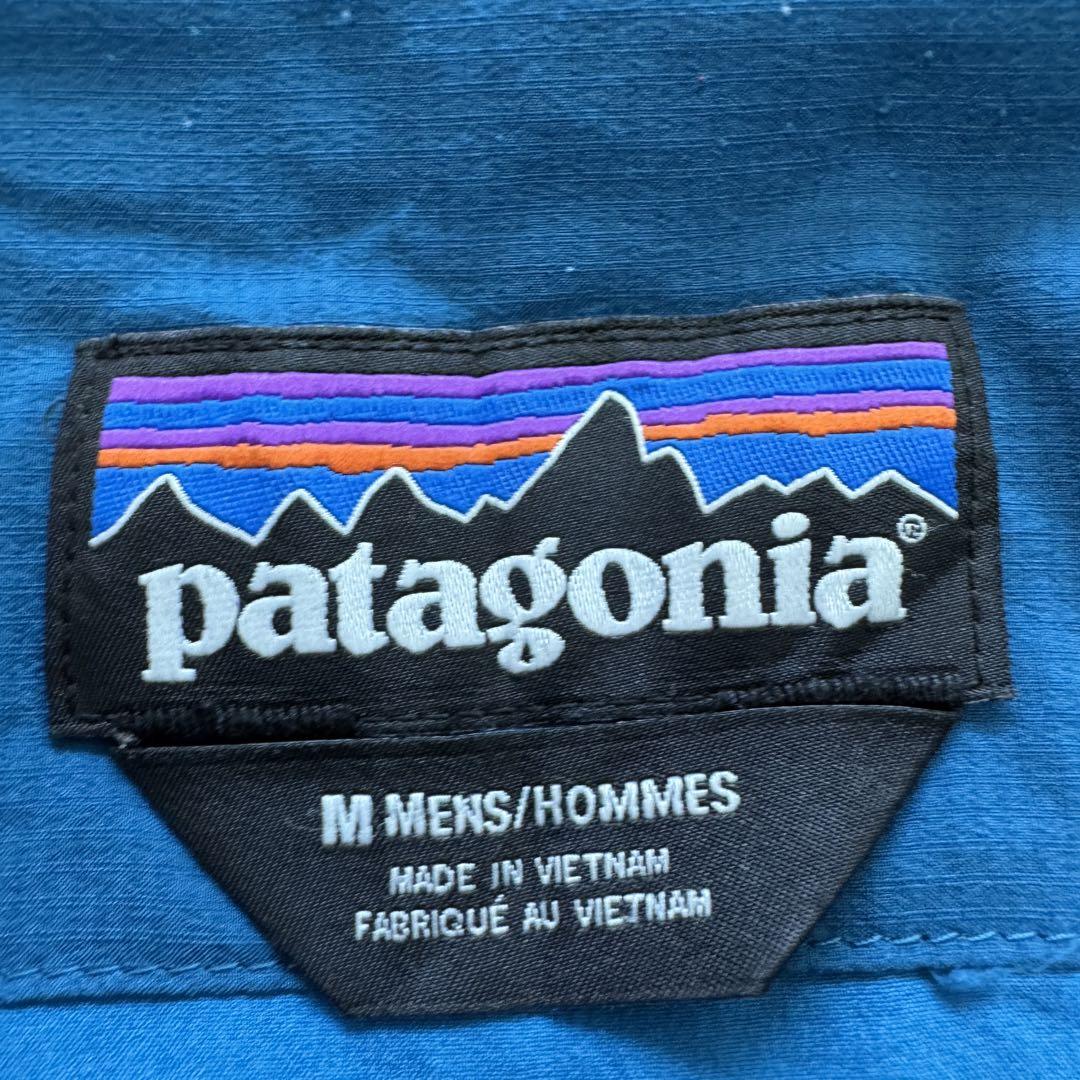 patagonia®
M MENS/HOMMES
MADE IN VIETNAM
FABRIQUÉ AU VIETNAM